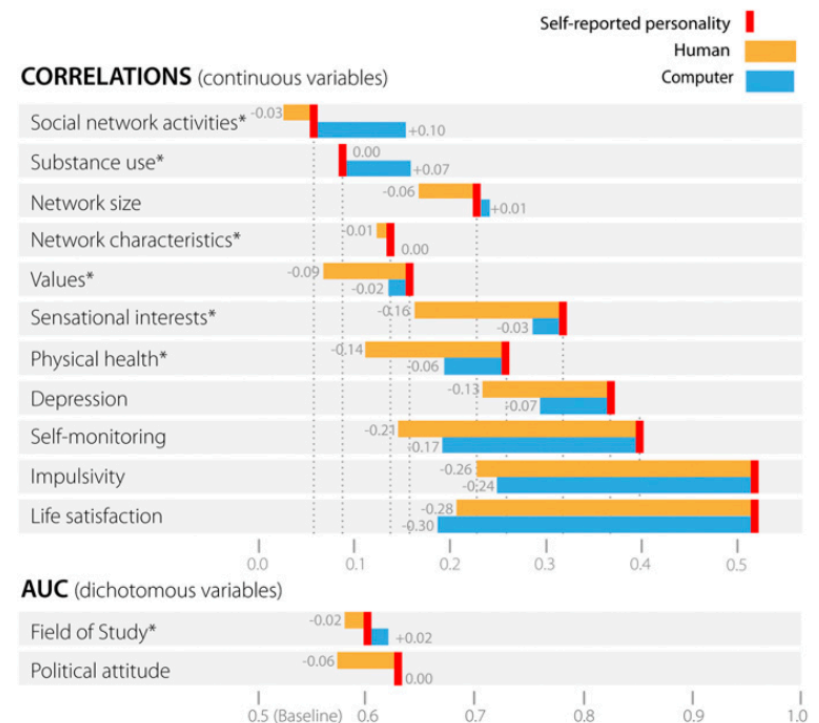 Self-reported personality
Human
Computer
CORRELATIONS (continuous variables)
Social network activities* -0.03
+0.10
Substance use* 0.00
+0.07
Network size -0.06
+0.01
Network characteristics* -0.01
0.00
Values* -0.09
-0.02
Sensational interests* -0.16
-0.03
Physical health* -0.14
-0.06
Depression -0.13
-0.07
Self-monitoring -0.21
-0.17
Impulsivity -0.26
-0.24
Life satisfaction -0.28
-0.30
0.0 0.1 0.2 0.3 0.4 0.5
AUC (dichotomous variables)
Field of Study* -0.02
+0.02
Political attitude -0.06
0.00
0.5 (Baseline) 0.6 0.7 0.8 0.9 1.0